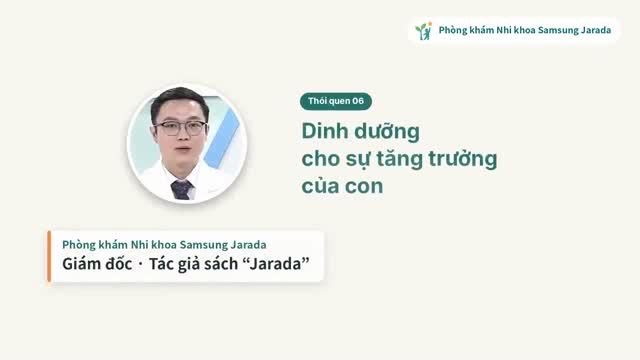 Phòng khám Nhi khoa Samsung Jarada
Thói quen 06
Dinh dưỡng
cho sự tăng trưởng
của con
Phòng khám Nhi khoa Samsung Jarada
Giám đốc · Tác giả sách “Jarada”